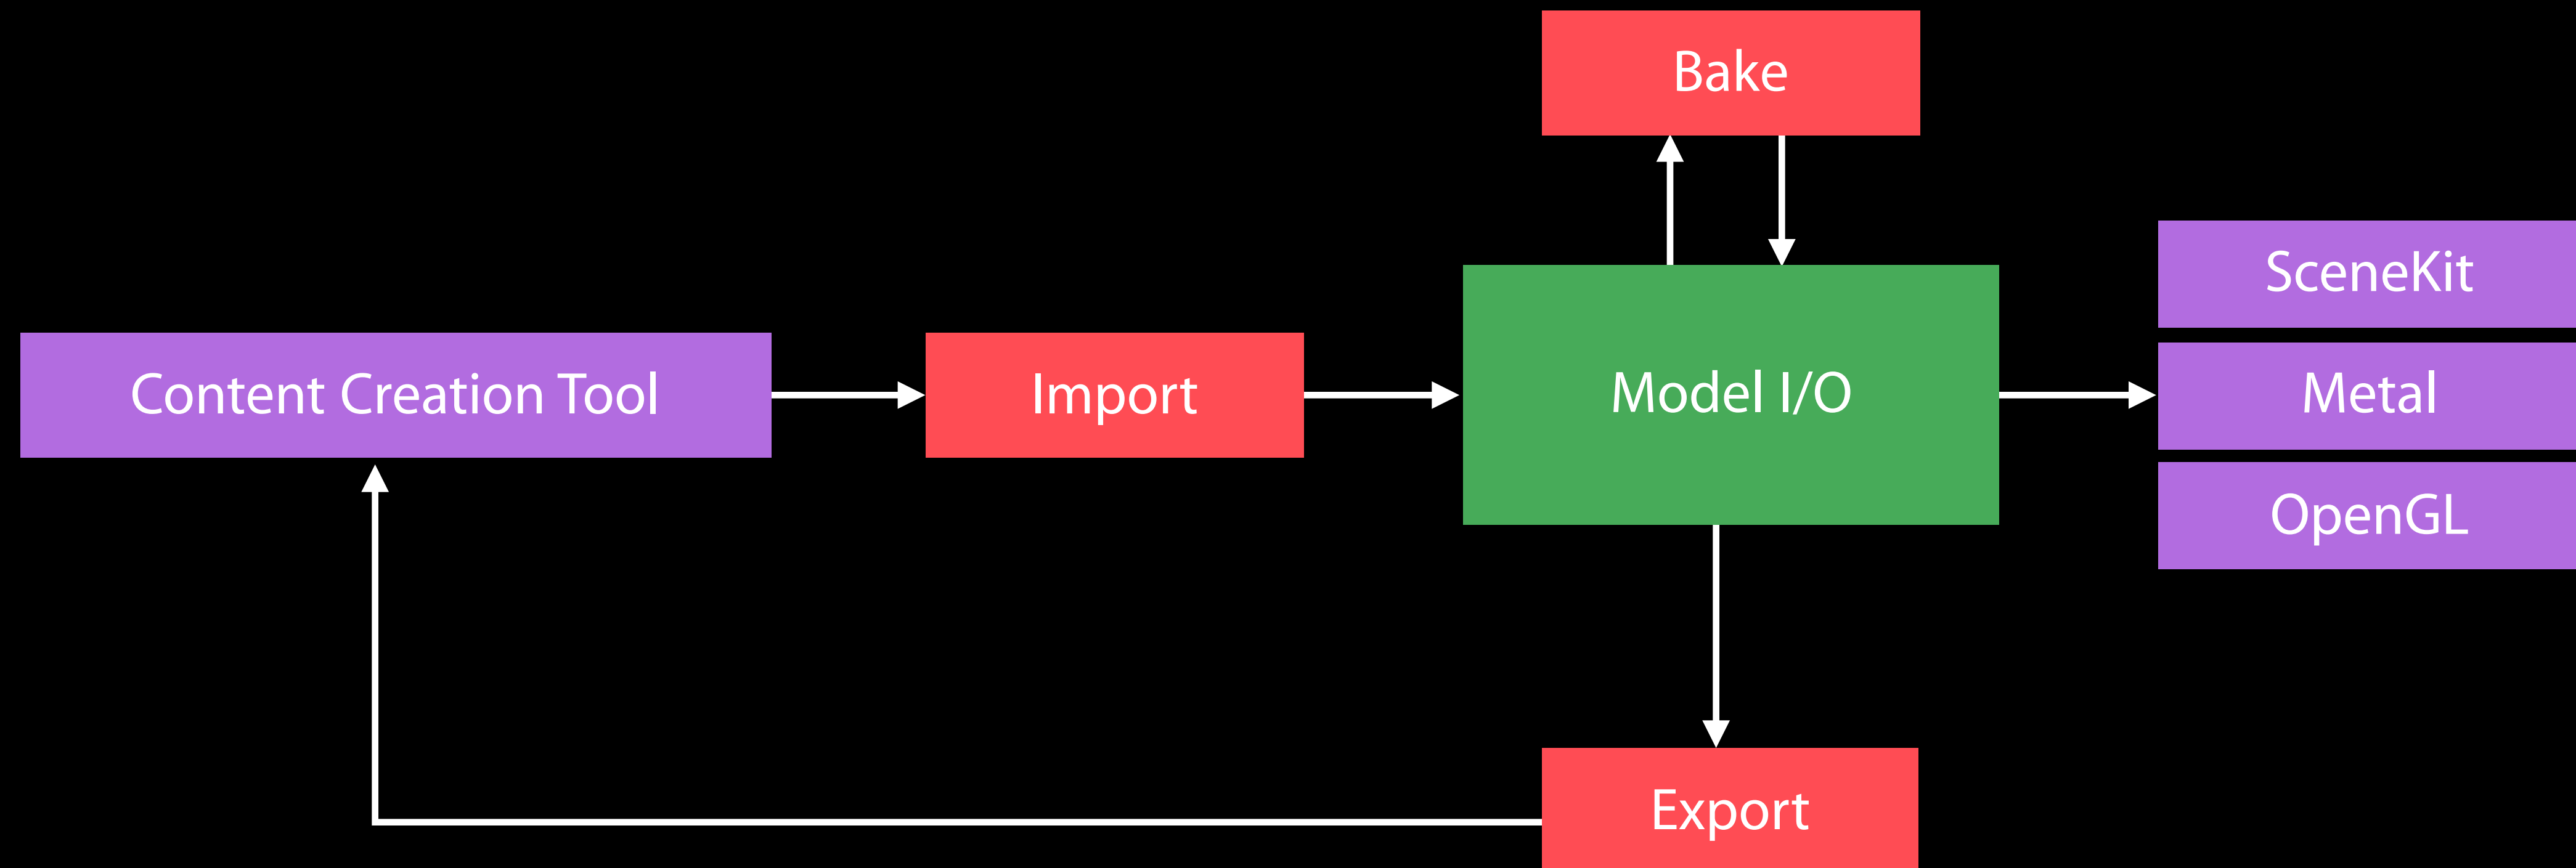 Bake
SceneKit
Content Creation Tool
Import
Model I/O
Metal
OpenGL
Export